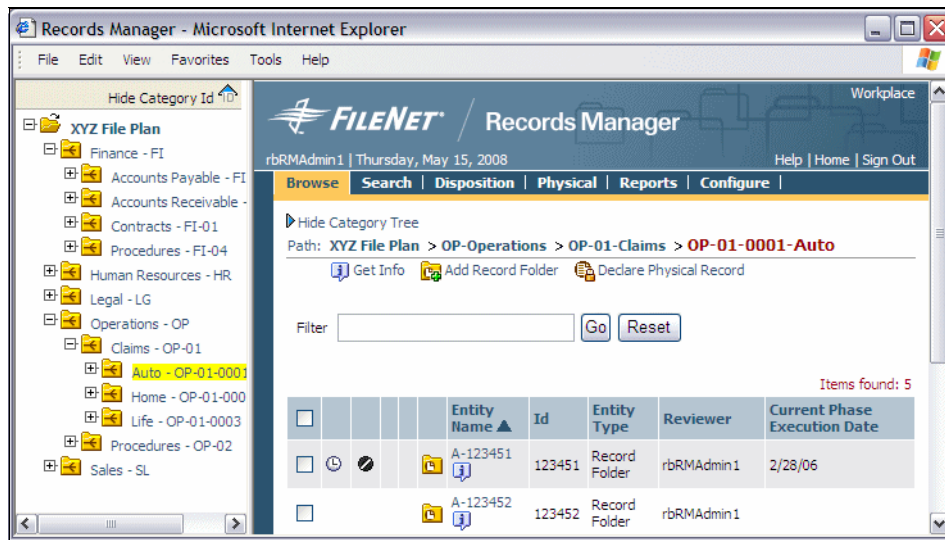 Records Manager - Microsoft Internet Explorer
File Edit View Favorites Tools Help
Hide Category Id ID
XYZ File Plan
Finance - FI
Accounts Payable - FI
Accounts Receivable -
Contracts - FI-01
Procedures - FI-04
Human Resources - HR
Legal - LG
Operations - OP
Claims - OP-01
Auto - OP-01-0001
Home - OP-01-000
Life - OP-01-0003
Procedures - OP-02
Sales - SL
Workplace
FILENET Records Manager
rbRMAdmin1 | Thursday, May 15, 2008
Help | Home | Sign Out
Browse Search | Disposition | Physical | Reports | Configure |
Hide Category Tree
Path: XYZ File Plan > OP-Operations > OP-01-Claims > OP-01-0001-Auto
Get Info Add Record Folder Declare Physical Record
Filter Go Reset
Items found: 5
Entity Name Id Entity Type Reviewer Current Phase Execution Date
A-123451 123451 Record Folder rbRMAdmin1 2/28/06
A-123452 123452 Record Folder rbRMAdmin1